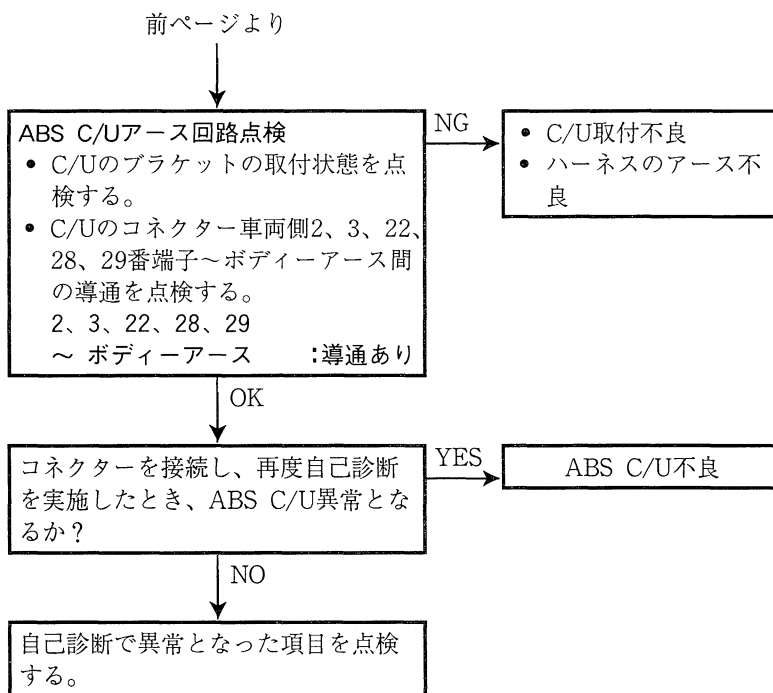 前ページより
ABS C/Uアース回路点検
• C/Uのブラケットの取付状態を点
検する。
• C/Uのコネクター車両側2、3、22、
28、29番端子～ボディーアース間
の導通を点検する。
2、3、22、28、29
～ ボディーアース :導通あり
NG
• C/U取付不良
• ハーネスのアース不
良
OK
コネクターを接続し、再度自己診断
を実施したとき、ABS C/U異常とな
るか？
YES
ABS C/U不良
NO
自己診断で異常となった項目を点検
する。